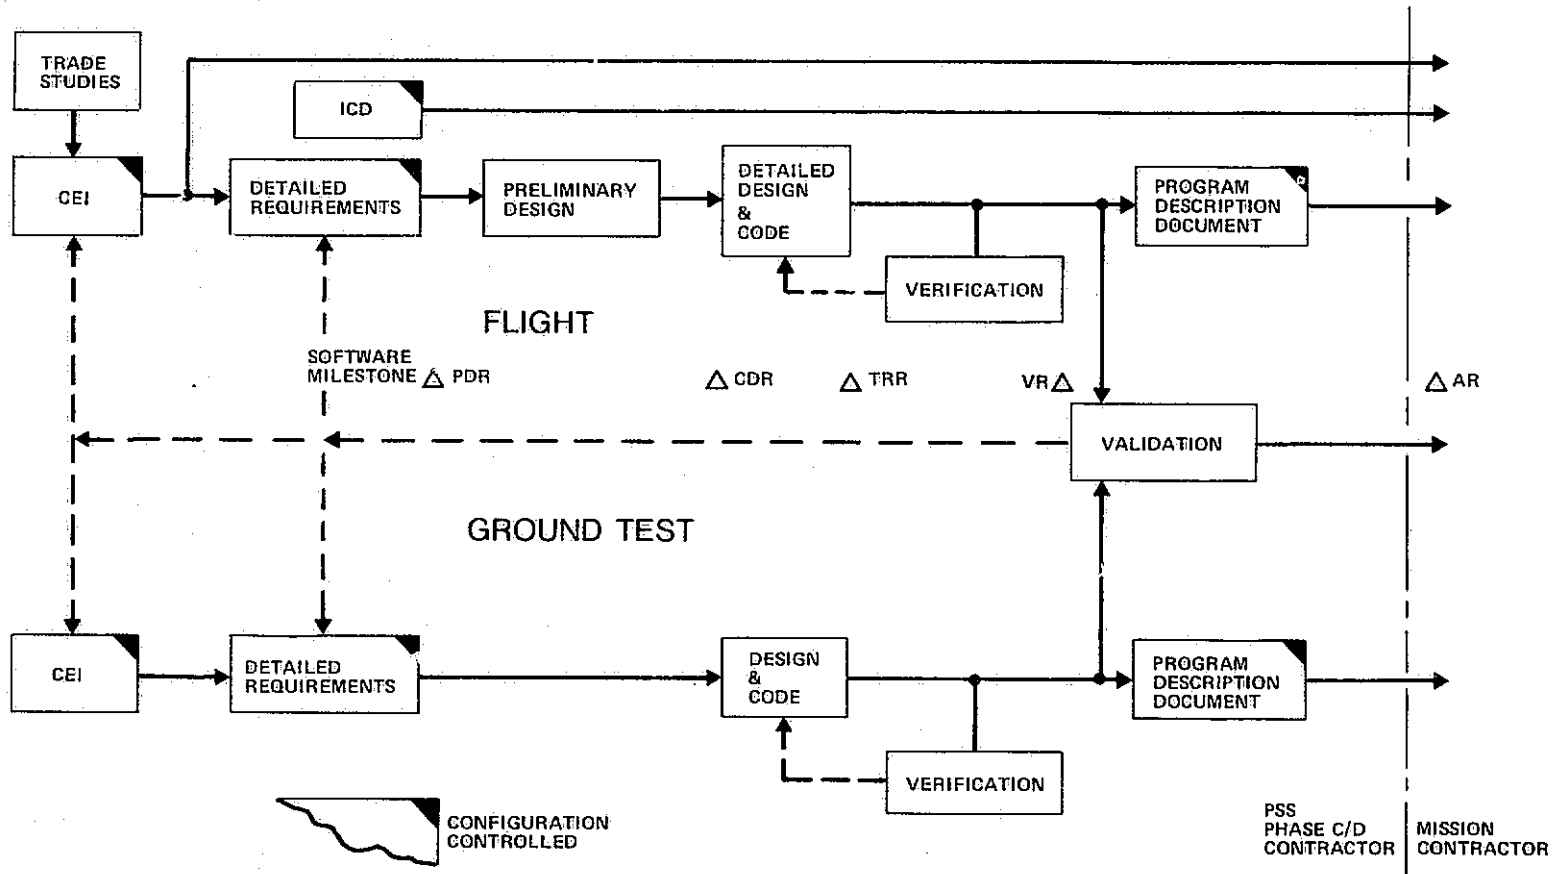 TRADE
STUDIES
ICD
CEI
DETAILED
REQUIREMENTS
PRELIMINARY
DESIGN
DETAILED
DESIGN
&
CODE
PROGRAM
DESCRIPTION
DOCUMENT
VERIFICATION
FLIGHT
SOFTWARE
MILESTONE △ PDR
△ CDR
△ TRR
VR △
△ AR
VALIDATION
GROUND TEST
CEI
DETAILED
REQUIREMENTS
DESIGN
&
CODE
PROGRAM
DESCRIPTION
DOCUMENT
VERIFICATION
CONFIGURATION
CONTROLLED
PSS
PHASE C/D
CONTRACTOR
MISSION
CONTRACTOR